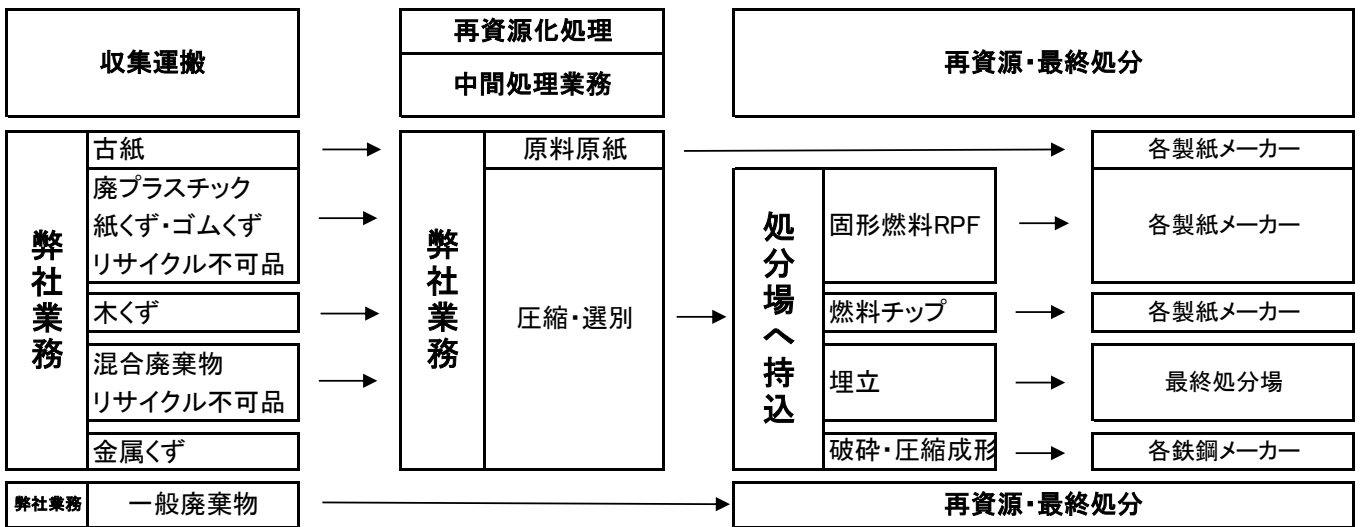 収集運搬
再資源化処理
中間処理業務
再資源・最終処分
弊社業務
古紙
廃プラスチック
紙くず・ゴムくず
リサイクル不可品
木くず
混合廃棄物
リサイクル不可品
金属くず
弊社業務
原料原紙
圧縮・選別
処分場へ持込
固形燃料RPF
燃料チップ
埋立
破砕・圧縮成形
各製紙メーカー
各製紙メーカー
各製紙メーカー
最終処分場
各鉄鋼メーカー
弊社業務
一般廃棄物
再資源・最終処分